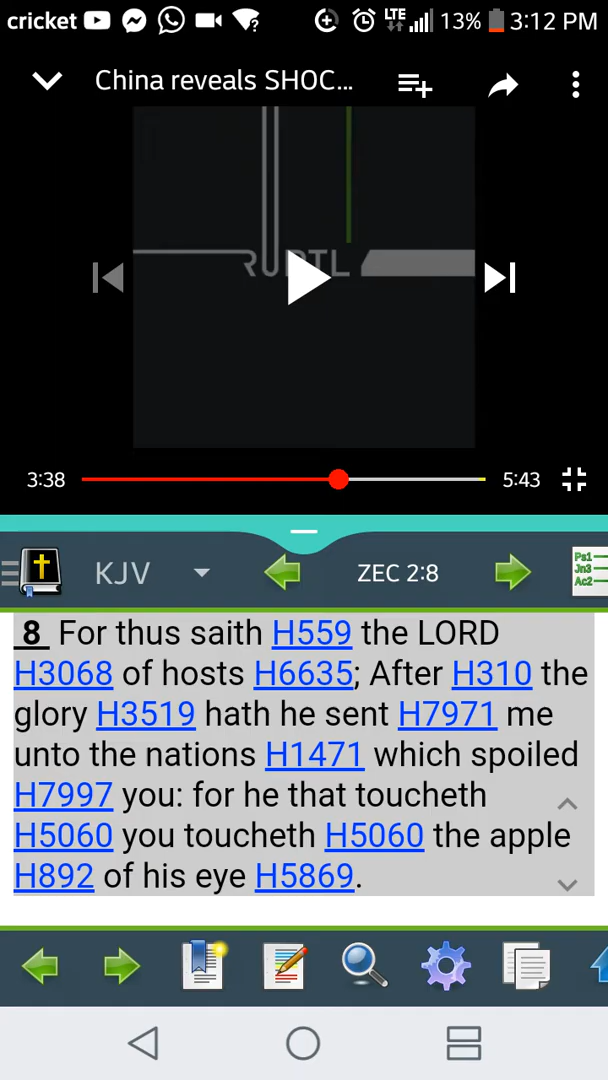 cricket LTE 13% 3:12 PM
China reveals SHOC...
RUPTL
3:38 5:43
KJV ZEC 2:8
Ps1
Jn3
Ac2
8 For thus saith H559 the LORD
H3068 of hosts H6635; After H310 the
glory H3519 hath he sent H7971 me
unto the nations H1471 which spoiled
H7997 you: for he that toucheth
H5060 you toucheth H5060 the apple
H892 of his eye H5869.